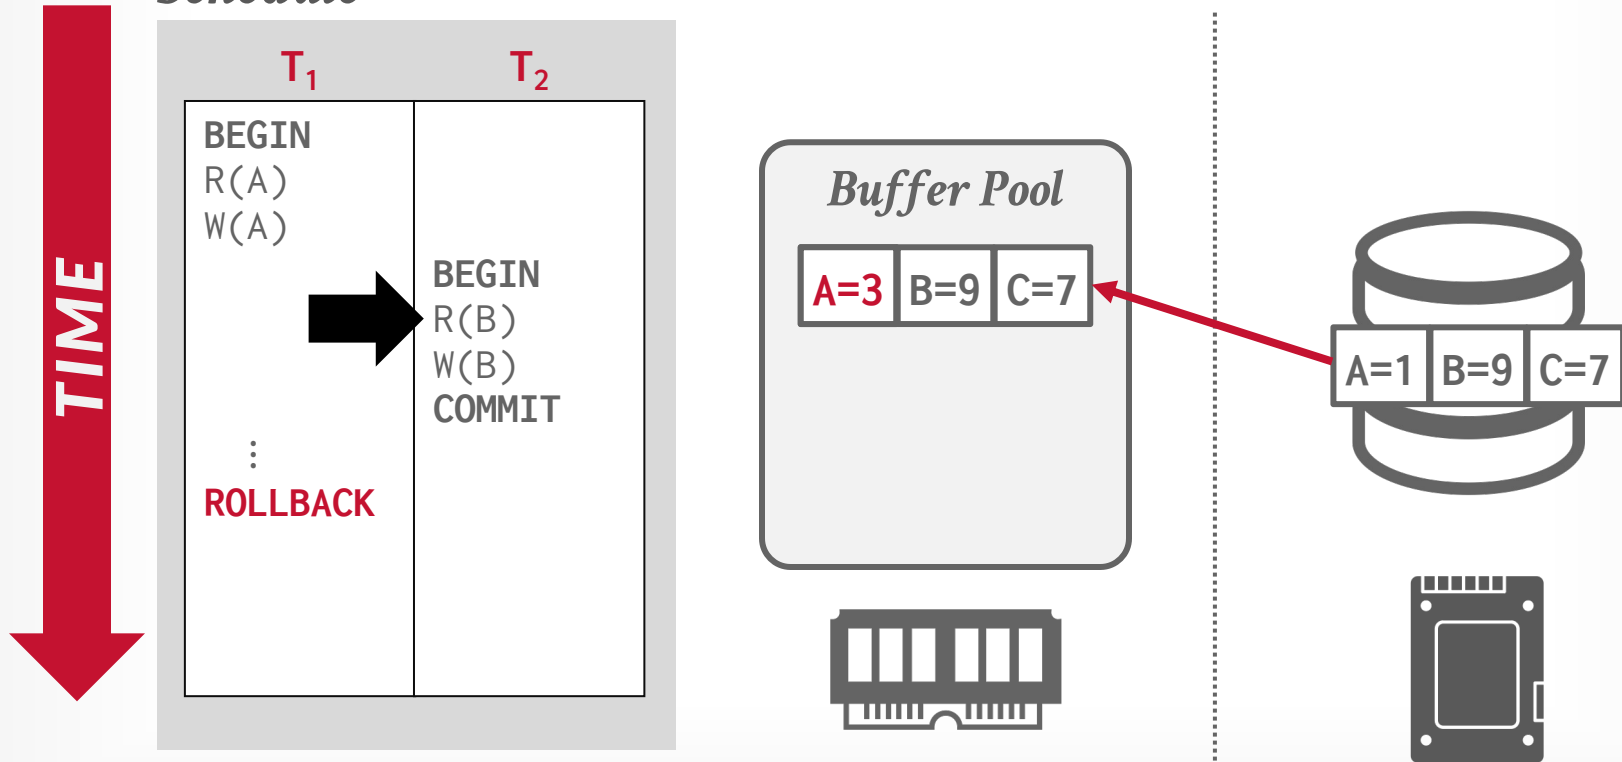 T₁ T₂
BEGIN
R(A)
W(A)
BEGIN
R(B)
W(B)
COMMIT
⋮
ROLLBACK
TIME
Buffer Pool
A=3 B=9 C=7
A=1 B=9 C=7